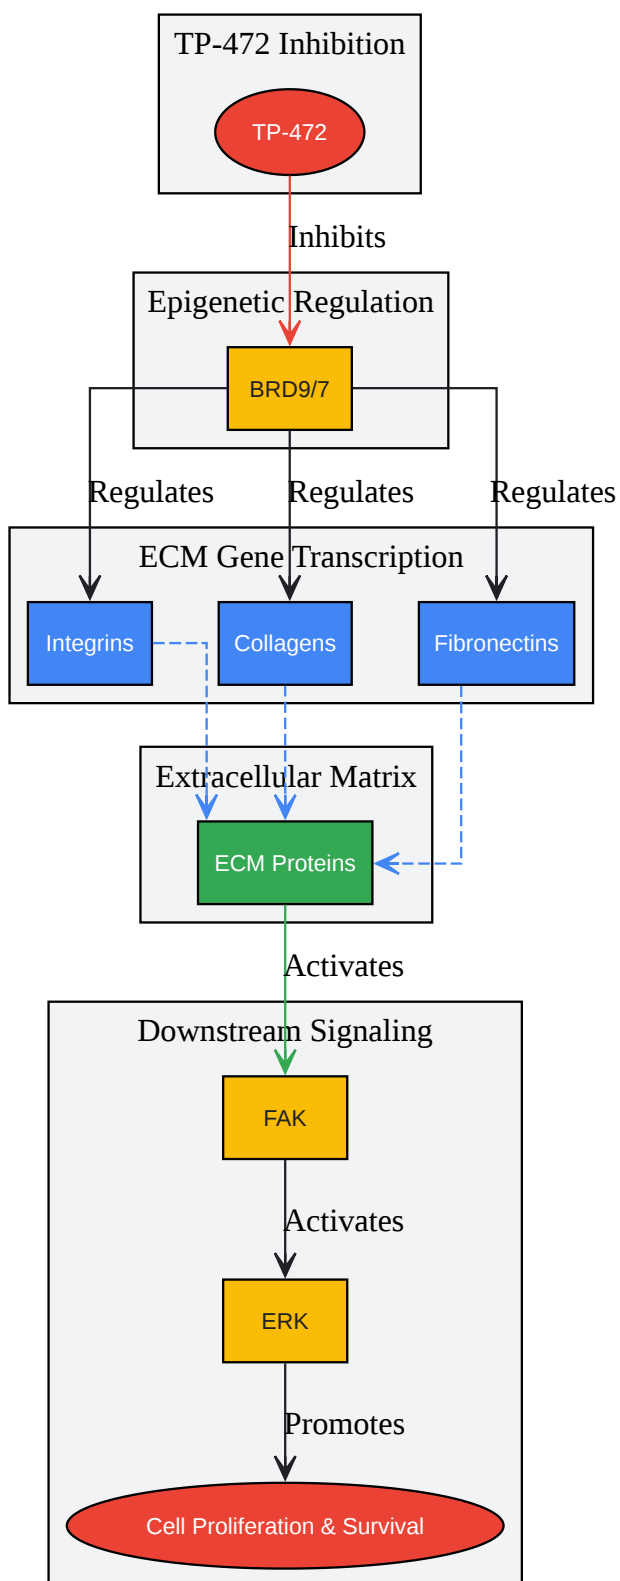 TP-472 Inhibition
TP-472
Inhibits
Epigenetic Regulation
BRD9/7
Regulates
Regulates
Regulates
ECM Gene Transcription
Integrins
Collagens
Fibronectins
Extracellular Matrix
ECM Proteins
Activates
Downstream Signaling
FAK
Activates
ERK
Promotes
Cell Proliferation & Survival